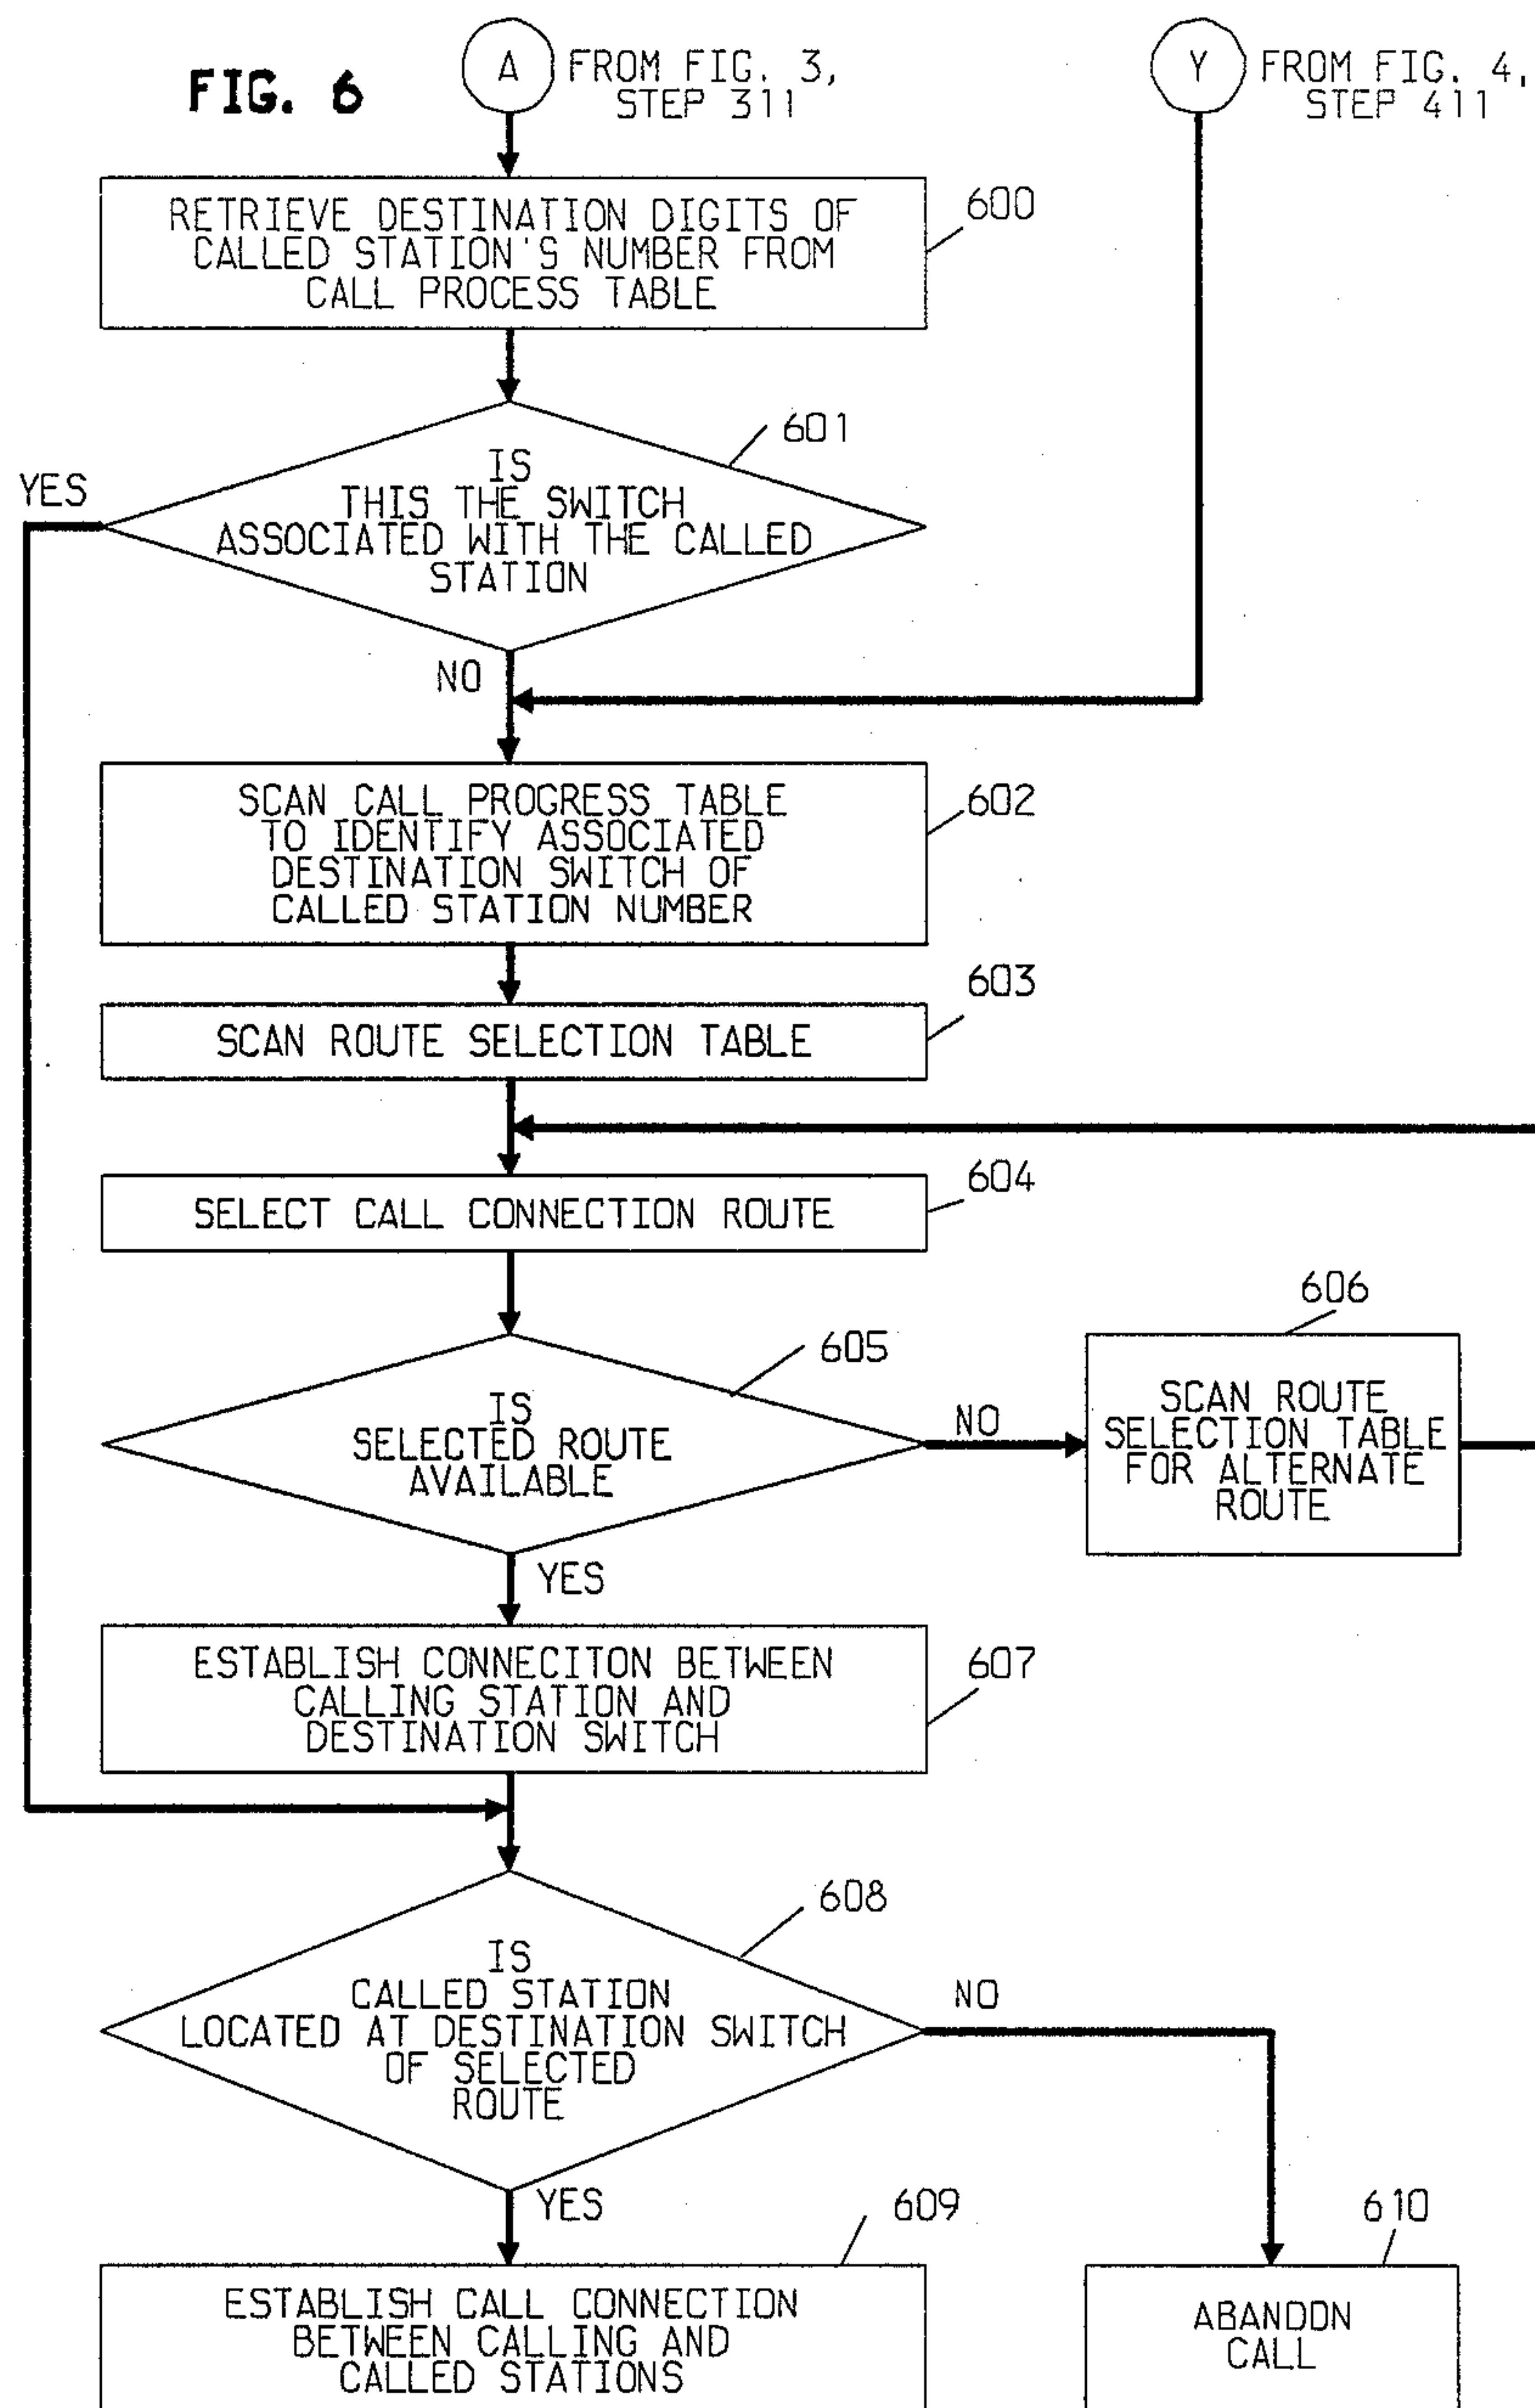 FIG. 6
A
FROM FIG. 3,
STEP 311
Y
FROM FIG. 4,
STEP 411
RETRIEVE DESTINATION DIGITS OF
CALLED STATION'S NUMBER FROM
CALL PROCESS TABLE
600
601
IS
THIS THE SWITCH
ASSOCIATED WITH THE CALLED
STATION
YES
NO
SCAN CALL PROGRESS TABLE
TO IDENTIFY ASSOCIATED
DESTINATION SWITCH OF
CALLED STATION NUMBER
602
603
SCAN ROUTE SELECTION TABLE
604
SELECT CALL CONNECTION ROUTE
605
IS
SELECTED ROUTE
AVAILABLE
NO
606
SCAN ROUTE
SELECTION TABLE
FOR ALTERNATE
ROUTE
YES
ESTABLISH CONNECITON BETWEEN
CALLING STATION AND
DESTINATION SWITCH
607
608
IS
CALLED STATION
LOCATED AT DESTINATION SWITCH
OF SELECTED
ROUTE
NO
YES
609
ESTABLISH CALL CONNECTION
BETWEEN CALLING AND
CALLED STATIONS
610
ABANDON
CALL